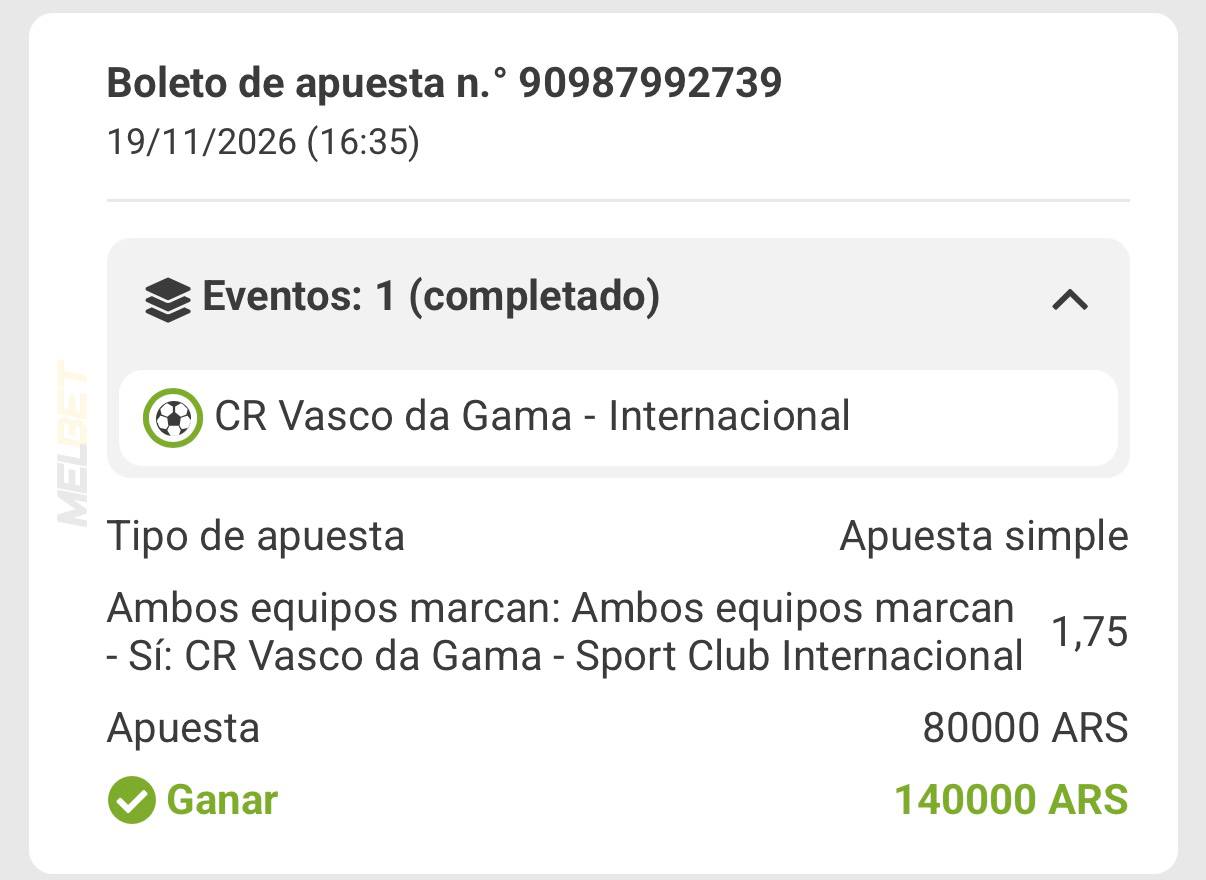 Boleto de apuesta n.° 90987992739
19/11/2026 (16:35)
Eventos: 1 (completado)
CR Vasco da Gama - Internacional
MELBET
Tipo de apuesta Apuesta simple
Ambos equipos marcan: Ambos equipos marcan
- Sí: CR Vasco da Gama - Sport Club Internacional 1,75
Apuesta 80000 ARS
Ganar 140000 ARS